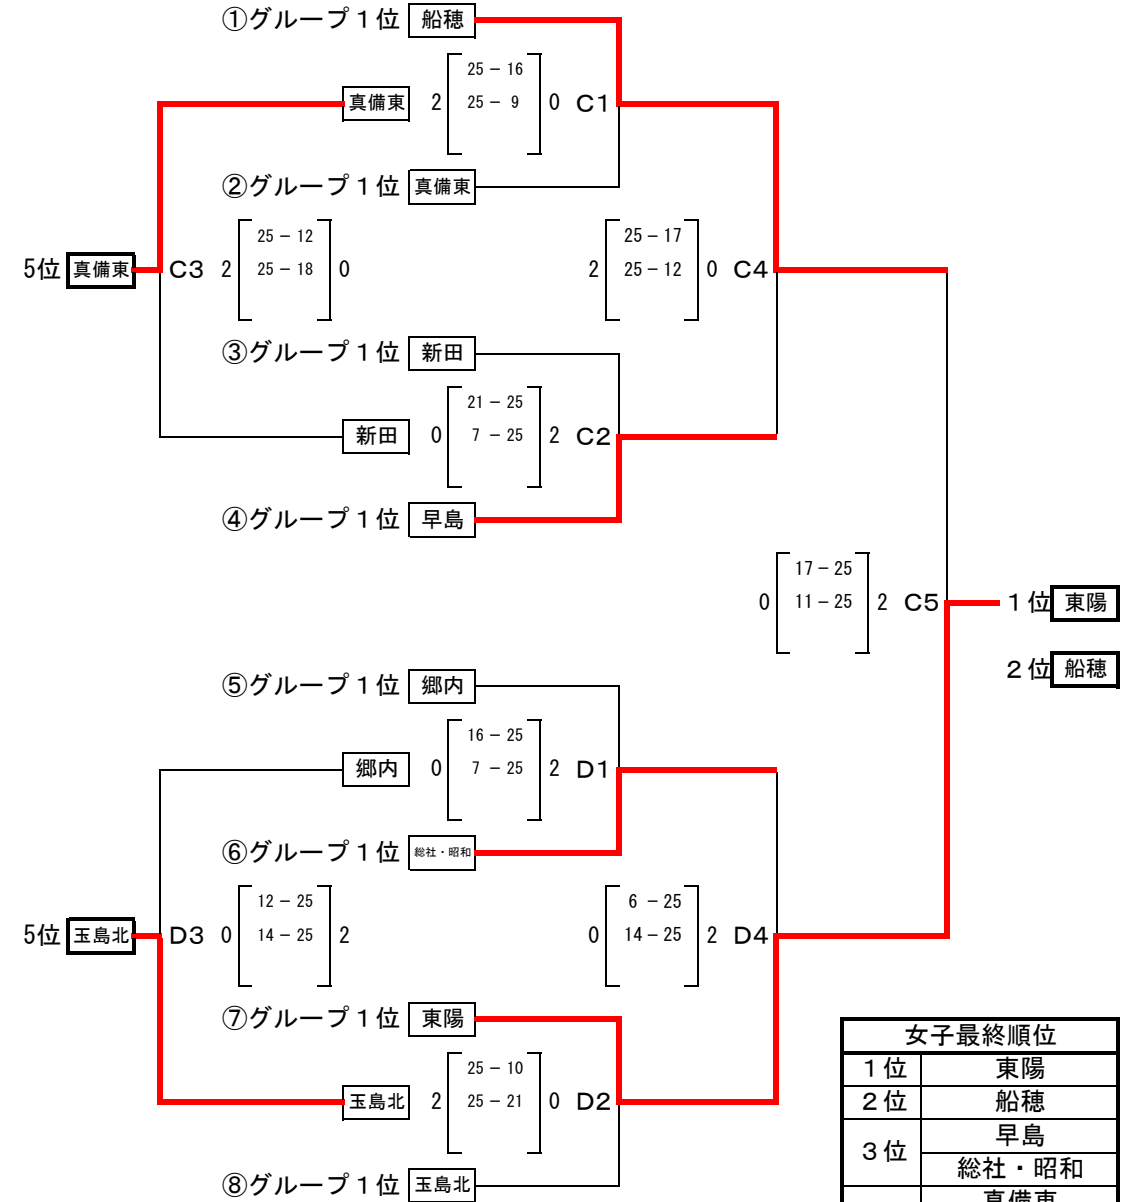 ①グループ１位 船穂
25 − 16
真備東 2 25 − 9 0 C1
②グループ１位 真備東
25 − 12 25 − 17
5位 真備東 C3 2 25 − 18 0 2 25 − 12 0 C4
③グループ１位 新田
21 − 25
新田 0 7 − 25 2 C2
④グループ１位 早島
17 − 25
0 11 − 25 2 C5 １位 東陽
２位 船穂
⑤グループ１位 郷内
16 − 25
郷内 0 7 − 25 2 D1
⑥グループ１位 総社・昭和
12 − 25 6 − 25
5位 玉島北 D3 0 14 − 25 2 0 14 − 25 2 D4
⑦グループ１位 東陽
女子最終順位
25 − 10 １位 東陽
玉島北 2 25 − 21 0 D2 ２位 船穂
３位 早島
総社・昭和
⑧グループ１位 玉島北
真備東